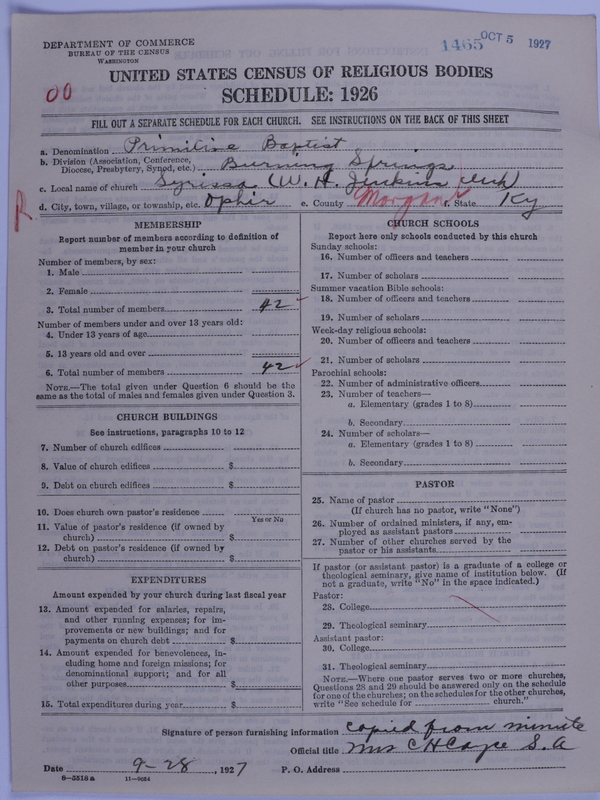 DEPARTMENT OF COMMERCE
BUREAU OF THE CENSUS
WASHINGTON
1465 OCT 5 1927
UNITED STATES CENSUS OF RELIGIOUS BODIES
00
SCHEDULE: 1926
FILL OUT A SEPARATE SCHEDULE FOR EACH CHURCH. SEE INSTRUCTIONS ON THE BACK OF THIS SHEET
a. Denomination Primitive Baptist
b. Division (Association, Conference, Diocese, Presbytery, Synod, etc.) Burning Springs
c. Local name of church (W. H. Jenkins
d. City, town, village, or township, etc. Ophir e. County Morgan f. State Ky
R
MEMBERSHIP
Report number of members according to definition of
member in your church
Number of members, by sex:
1. Male
2. Female
3. Total number of members 42
Number of members under and over 13 years old:
4. Under 13 years of age
5. 13 years old and over
6. Total number of members 42
NOTE.—The total given under Question 6 should be the
same as the total of males and females given under Question 3.
CHURCH BUILDINGS
See instructions, paragraphs 10 to 12
7. Number of church edifices
8. Value of church edifices $
9. Debt on church edifices $
10. Does church own pastor's residence
Yes or No
11. Value of pastor's residence (if owned by
church) $
12. Debt on pastor's residence (if owned by
church) $
EXPENDITURES
Amount expended by your church during last fiscal year
13. Amount expended for salaries, repairs,
and other running expenses; for im-
provements or new buildings; and for
payments on church debt $
14. Amount expended for benevolences, in-
cluding home and foreign missions; for
denominational support; and for all
other purposes $
15. Total expenditures during year $
CHURCH SCHOOLS
Report here only schools conducted by this church
Sunday schools:
16. Number of officers and teachers
17. Number of scholars
Summer vacation Bible schools:
18. Number of officers and teachers
19. Number of scholars
Week-day religious schools:
20. Number of officers and teachers
21. Number of scholars
Parochial schools:
22. Number of administrative officers
23. Number of teachers—
a. Elementary (grades 1 to 8)
b. Secondary
24. Number of scholars—
a. Elementary (grades 1 to 8)
b. Secondary
PASTOR
25. Name of pastor
(If church has no pastor, write "None")
26. Number of ordained ministers, if any, em-
ployed as assistant pastors
27. Number of other churches served by the
pastor or his assistants
If pastor (or assistant pastor) is a graduate of a college or
theological seminary, give name of institution below. (If
not a graduate, write "No" in the space indicated.)
Pastor:
28. College
29. Theological seminary
Assistant pastor:
30. College
31. Theological seminary
NOTE.—Where one pastor serves two or more churches,
Questions 28 and 29 should be answered only on the schedule
for one of the churches; on the schedules for the other churches,
write "See schedule for church."
Signature of person furnishing information copied from minute
Official title Mrs C H Cayce S. A
Date 9-28, 1927 P. O. Address
8-5518 a 11-9054